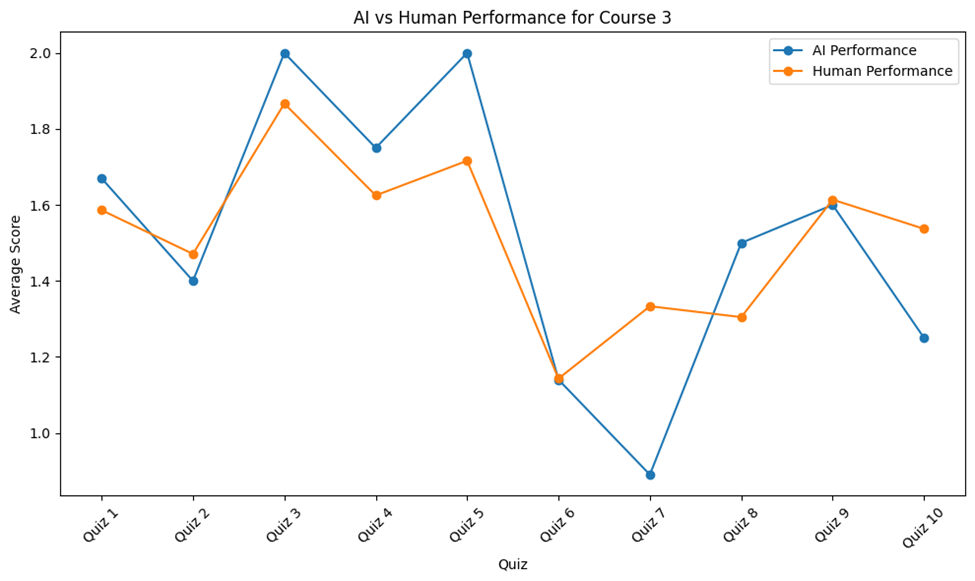 AI vs Human Performance for Course 3
AI Performance
Human Performance
Average Score
2.0
1.8
1.6
1.4
1.2
1.0
Quiz 1
Quiz 2
Quiz 3
Quiz 4
Quiz 5
Quiz 6
Quiz 7
Quiz 8
Quiz 9
Quiz 10
Quiz